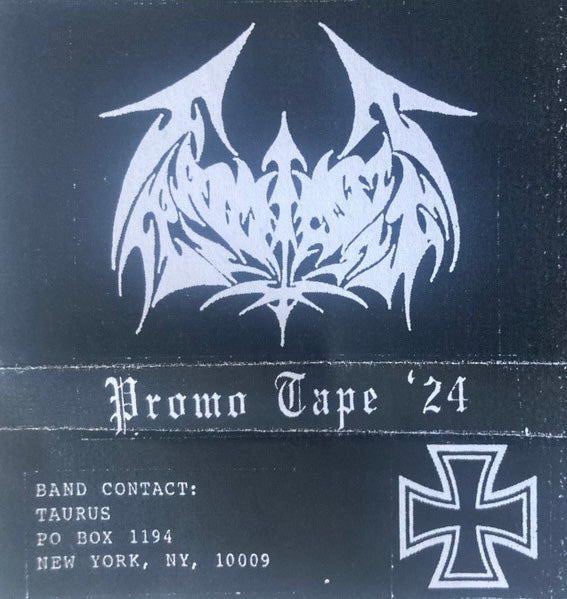 Promo Tape '24
BAND CONTACT:
TAURUS
PO BOX 1194
NEW YORK, NY, 10009